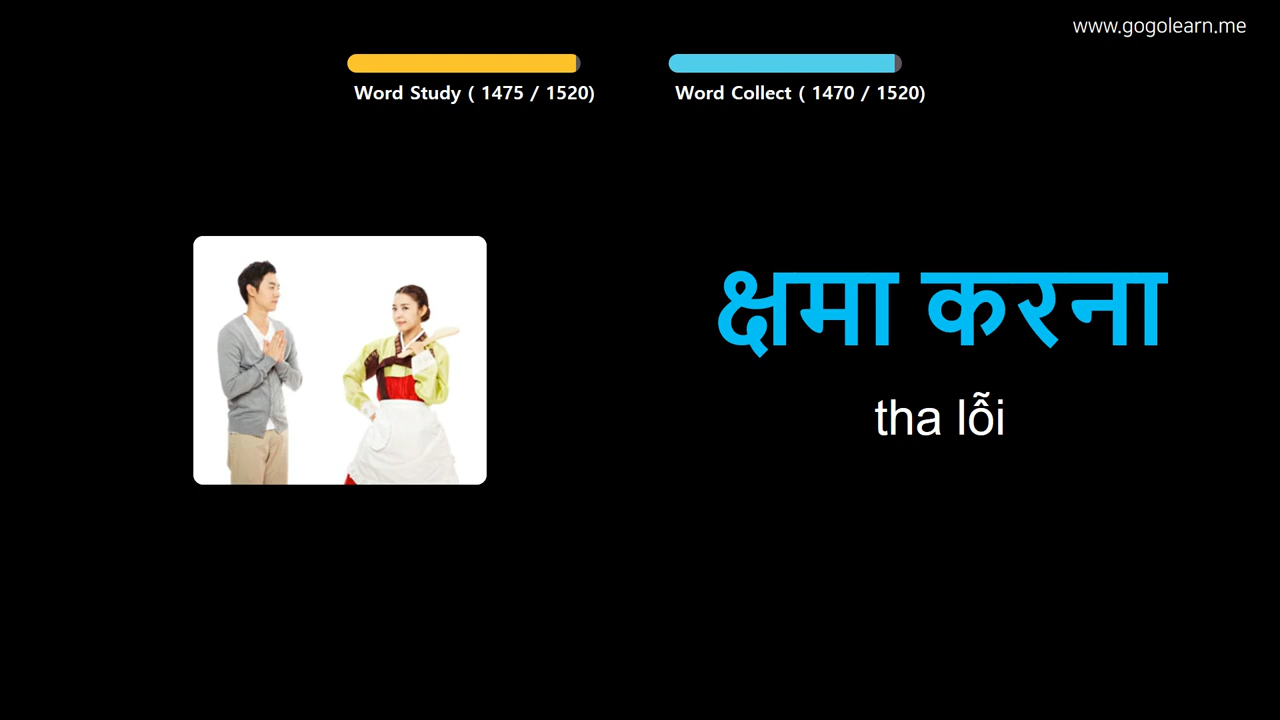 www.gogolearn.me
Word Study ( 1475 / 1520)
Word Collect ( 1470 / 1520)
क्षमा करना
tha lỗi